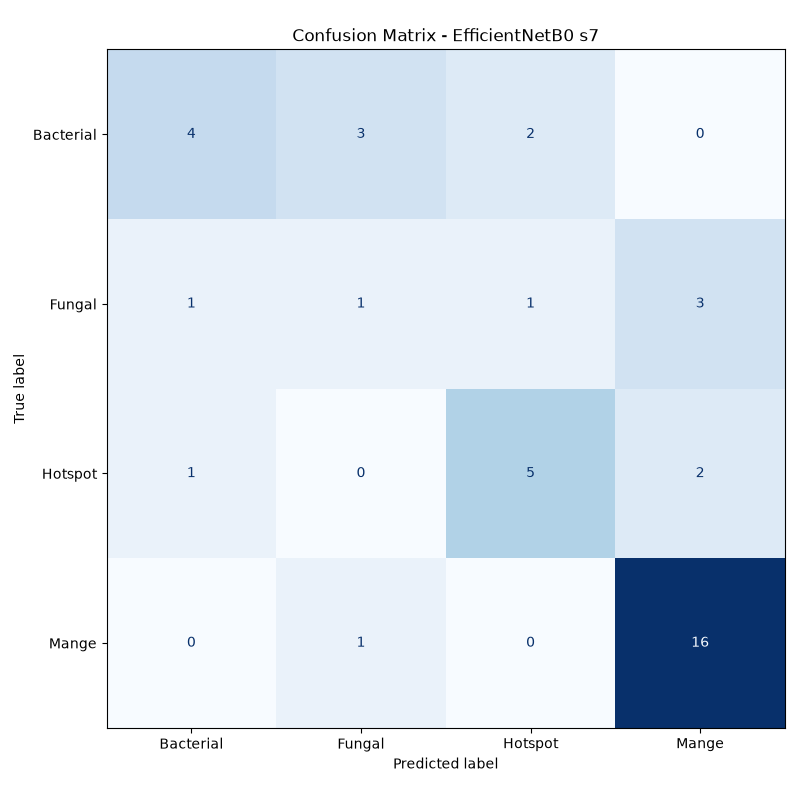 Confusion Matrix - EfficientNetB0 s7
True label
Bacterial 4 3 2 0
Fungal 1 1 1 3
Hotspot 1 0 5 2
Mange 0 1 0 16
Bacterial Fungal Hotspot Mange
Predicted label